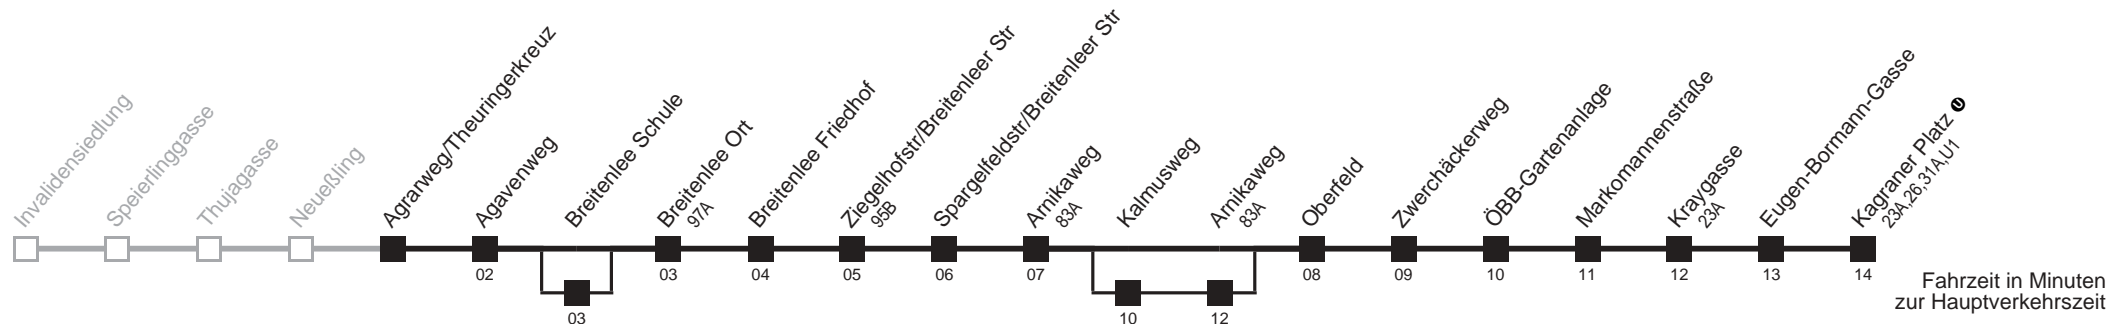 Invalidensiedlung
Speierlinggasse
Thujagasse
Neueßling
Agrarweg/Theuringerkreuz
Agavenweg
Breitenlee Schule
Breitenlee Ort
97A
Breitenlee Friedhof
Ziegelhofstr/Breitenleer Str
95B
Spargelfeldstr/Breitenleer Str
Arnikaweg
83A
Kalmusweg
Arnikaweg
83A
Oberfeld
Zwerchäckerweg
ÖBB-Gartenanlage
Markomannenstraße
Kraygasse
23A
Eugen-Bormann-Gasse
Kagraner Platz U
23A,26,31A,U1
02 03 04 05 06 07 08 09 10 11 12 13 14
03 10 12
Fahrzeit in Minuten
zur Hauptverkehrszeit